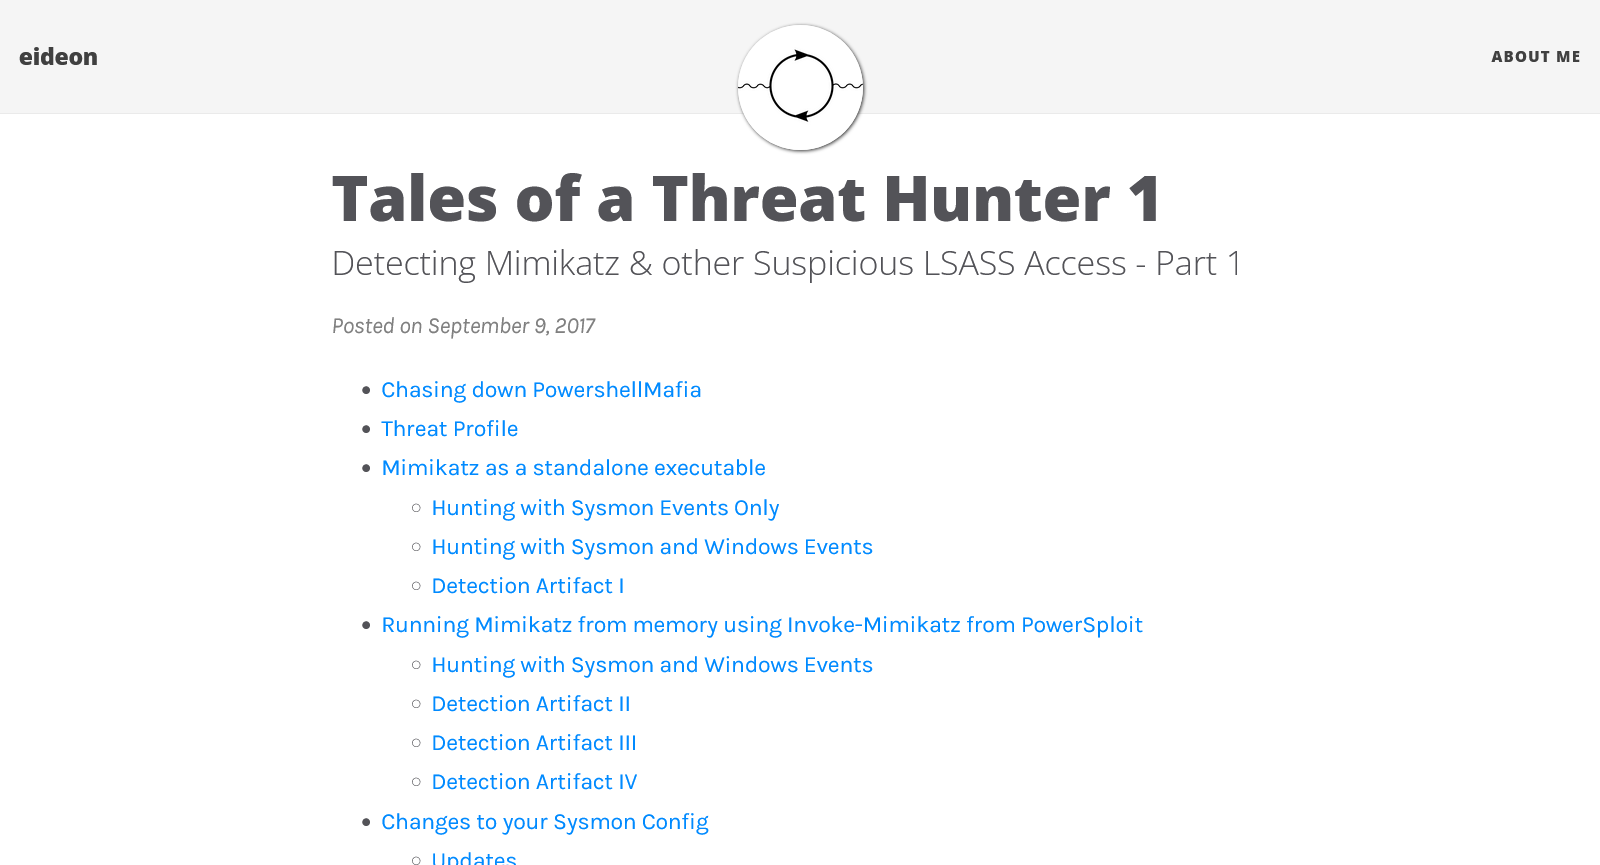 eideon
ABOUT ME
Tales of a Threat Hunter 1
Detecting Mimikatz & other Suspicious LSASS Access - Part 1
Posted on September 9, 2017
Chasing down PowershellMafia
Threat Profile
Mimikatz as a standalone executable
Hunting with Sysmon Events Only
Hunting with Sysmon and Windows Events
Detection Artifact I
Running Mimikatz from memory using Invoke-Mimikatz from PowerSploit
Hunting with Sysmon and Windows Events
Detection Artifact II
Detection Artifact III
Detection Artifact IV
Changes to your Sysmon Config
Updates